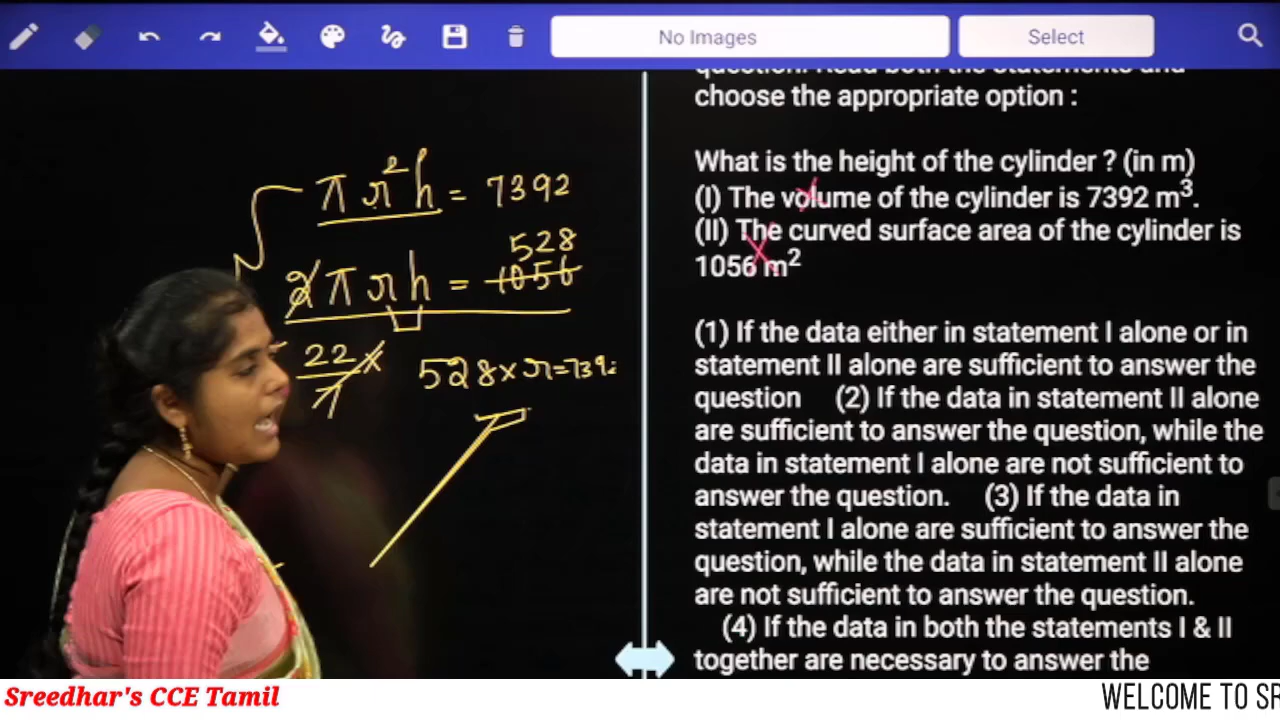 No Images
Select
choose the appropriate option :
What is the height of the cylinder ? (in m)
(I) The volume of the cylinder is 7392 m³.
(II) The curved surface area of the cylinder is
1056 m²
(1) If the data either in statement I alone or in
statement II alone are sufficient to answer the
question (2) If the data in statement II alone
are sufficient to answer the question, while the
data in statement I alone are not sufficient to
answer the question. (3) If the data in
statement I alone are sufficient to answer the
question, while the data in statement II alone
are not sufficient to answer the question.
(4) If the data in both the statements I & II
together are necessary to answer the
π r² h = 7392
528
2 π r h = 1056
22/7 ×
528 × r = 739
Sreedhar's CCE Tamil
WELCOME TO SR